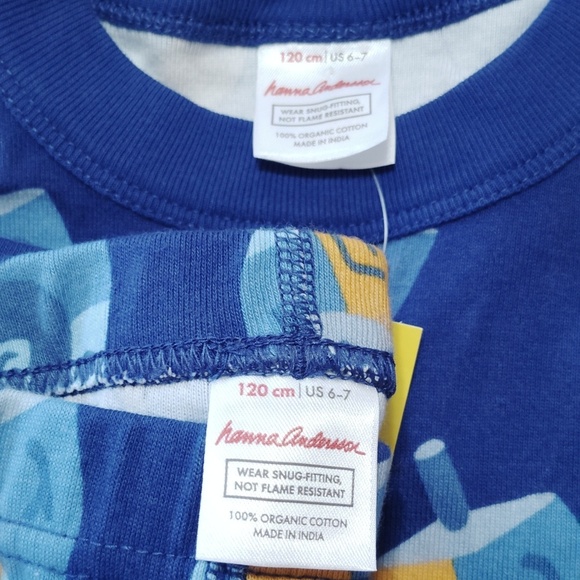 120 cm | US 6-7
hanna Andersson
WEAR SNUG-FITTING,
NOT FLAME RESISTANT
100% ORGANIC COTTON
MADE IN INDIA
120 cm | US 6-7
hanna Andersson
WEAR SNUG-FITTING,
NOT FLAME RESISTANT
100% ORGANIC COTTON
MADE IN INDIA